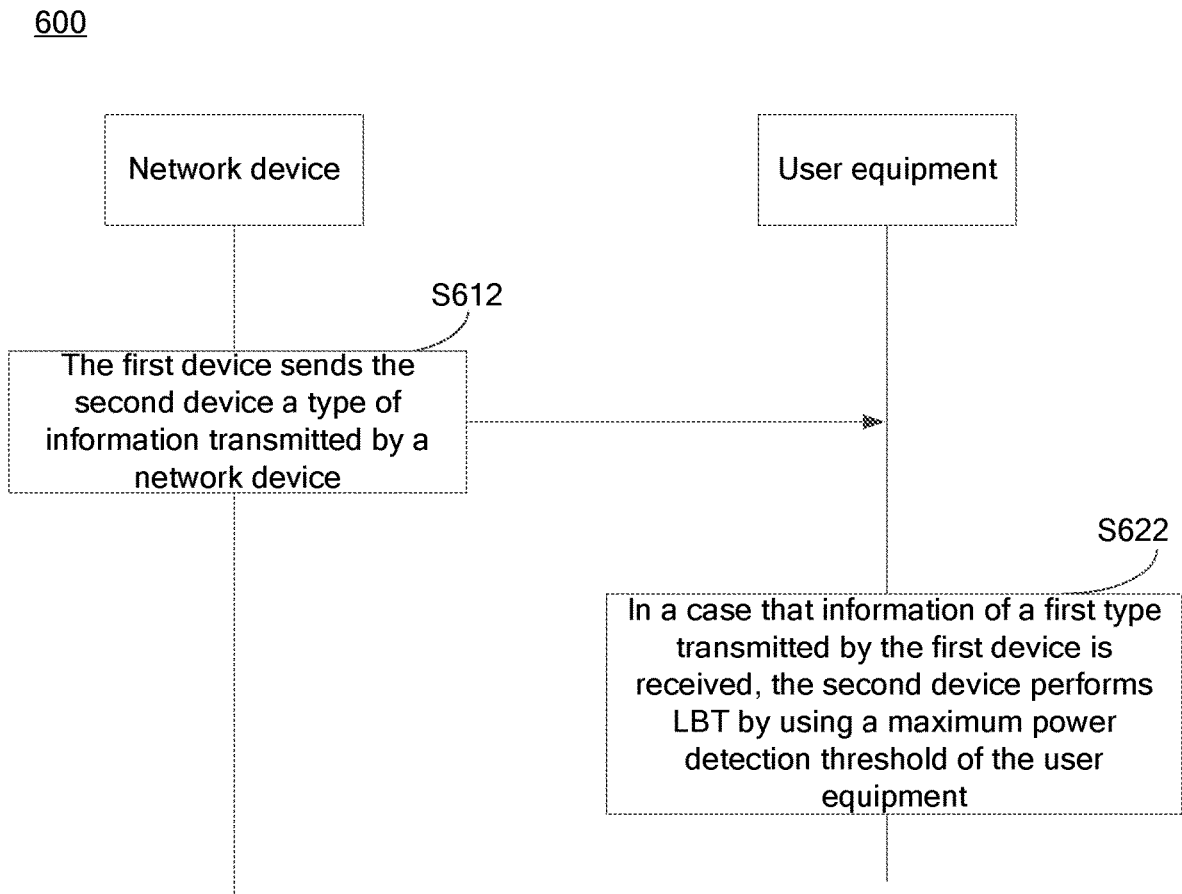 600
Network device
User equipment
S612
The first device sends the
second device a type of
information transmitted by a
network device
S622
In a case that information of a first type
transmitted by the first device is
received, the second device performs
LBT by using a maximum power
detection threshold of the user
equipment